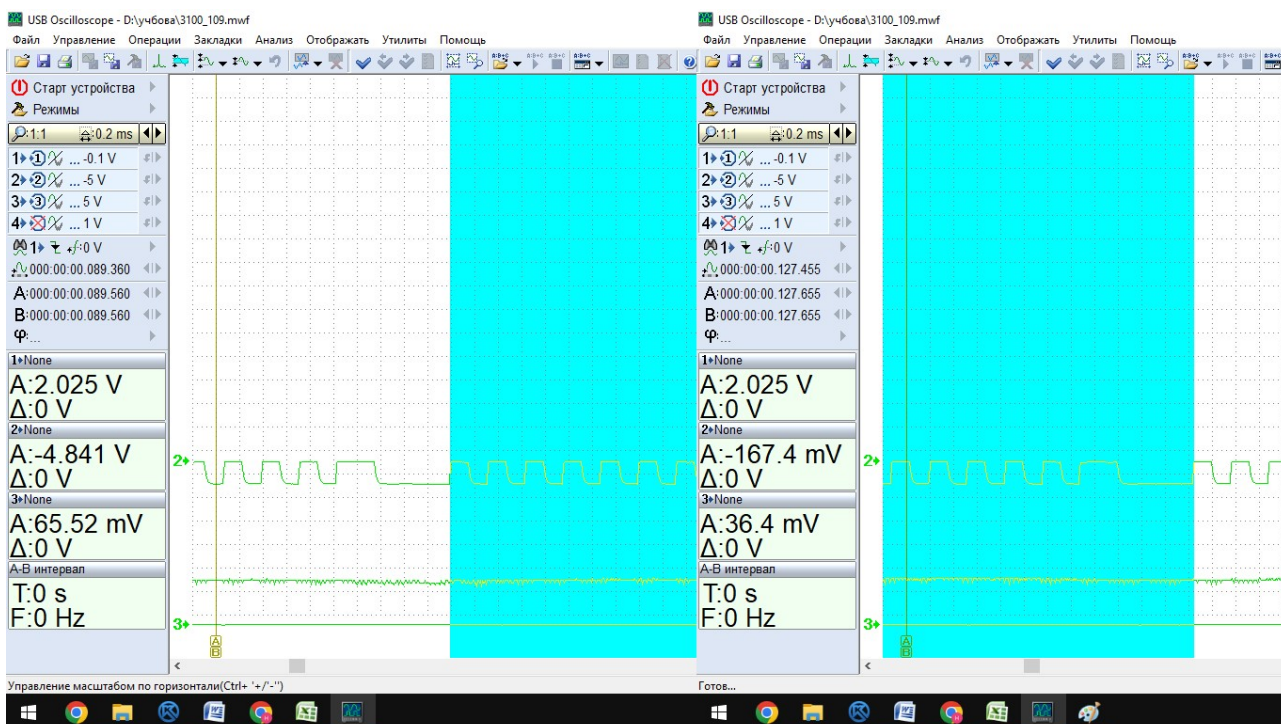 USB Oscilloscope - D:\учбова\3100_109.mwf
Файл Управление Операции Закладки Анализ Отображать Утилиты Помощь
Старт устройства
Режимы
:1:1 :0.2 ms
1 1 ... -0.1 V
2 2 ... -5 V
3 3 ... 5 V
4 ... 1 V
1 :0 V
:000:00:00.089.360
A:000:00:00.089.560
B:000:00:00.089.560
φ:...
1 None
A:2.025 V
Δ:0 V
2 None
A:-4.841 V
Δ:0 V
3 None
A:65.52 mV
Δ:0 V
A-B интервал
T:0 s
F:0 Hz
2
3
A
B
Управление масштабом по горизонтали(Ctrl+ '+/'-'')
USB Oscilloscope - D:\учбова\3100_109.mwf
Файл Управление Операции Закладки Анализ Отображать Утилиты Помощь
Старт устройства
Режимы
:1:1 :0.2 ms
1 1 ... -0.1 V
2 2 ... -5 V
3 3 ... 5 V
4 ... 1 V
1 :0 V
:000:00:00.127.455
A:000:00:00.127.655
B:000:00:00.127.655
φ:...
1 None
A:2.025 V
Δ:0 V
2 None
A:-167.4 mV
Δ:0 V
3 None
A:36.4 mV
Δ:0 V
A-B интервал
T:0 s
F:0 Hz
2
3
A
B
Готов...